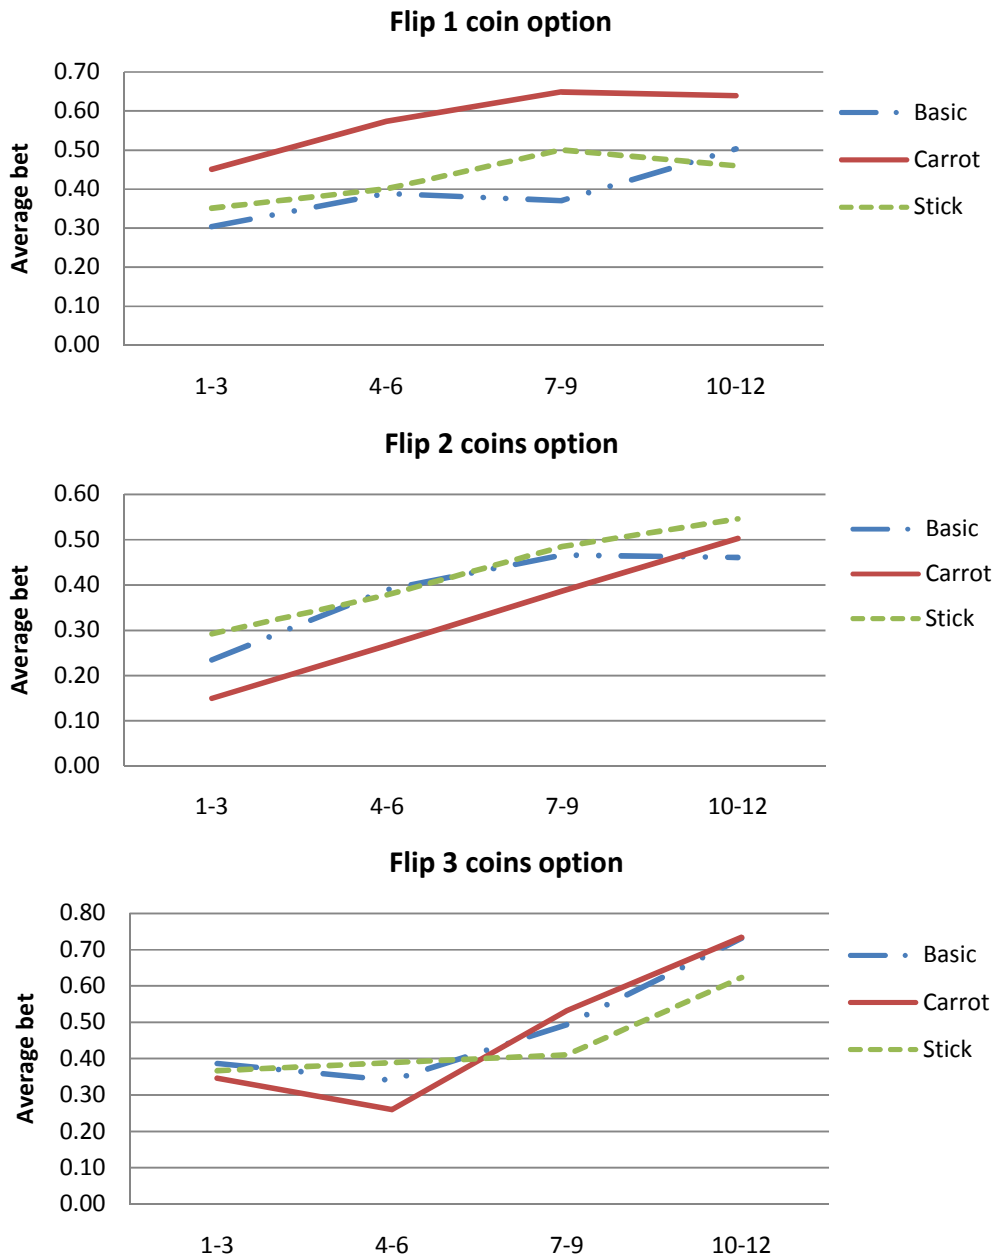 Flip 1 coin option
0.70
0.60
0.50
0.40
0.30
0.20
0.10
0.00
Average bet
1-3 4-6 7-9 10-12
Basic
Carrot
Stick
Flip 2 coins option
0.60
0.50
0.40
0.30
0.20
0.10
0.00
Average bet
1-3 4-6 7-9 10-12
Basic
Carrot
Stick
Flip 3 coins option
0.80
0.70
0.60
0.50
0.40
0.30
0.20
0.10
0.00
Average bet
1-3 4-6 7-9 10-12
Basic
Carrot
Stick